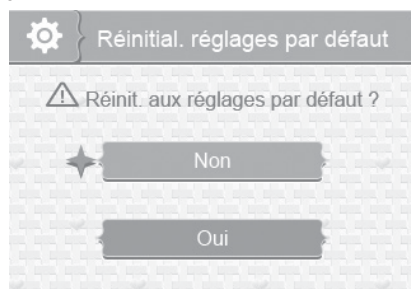 Réinitial. réglages par défaut
Réinit. aux réglages par défaut ?
Non
Oui